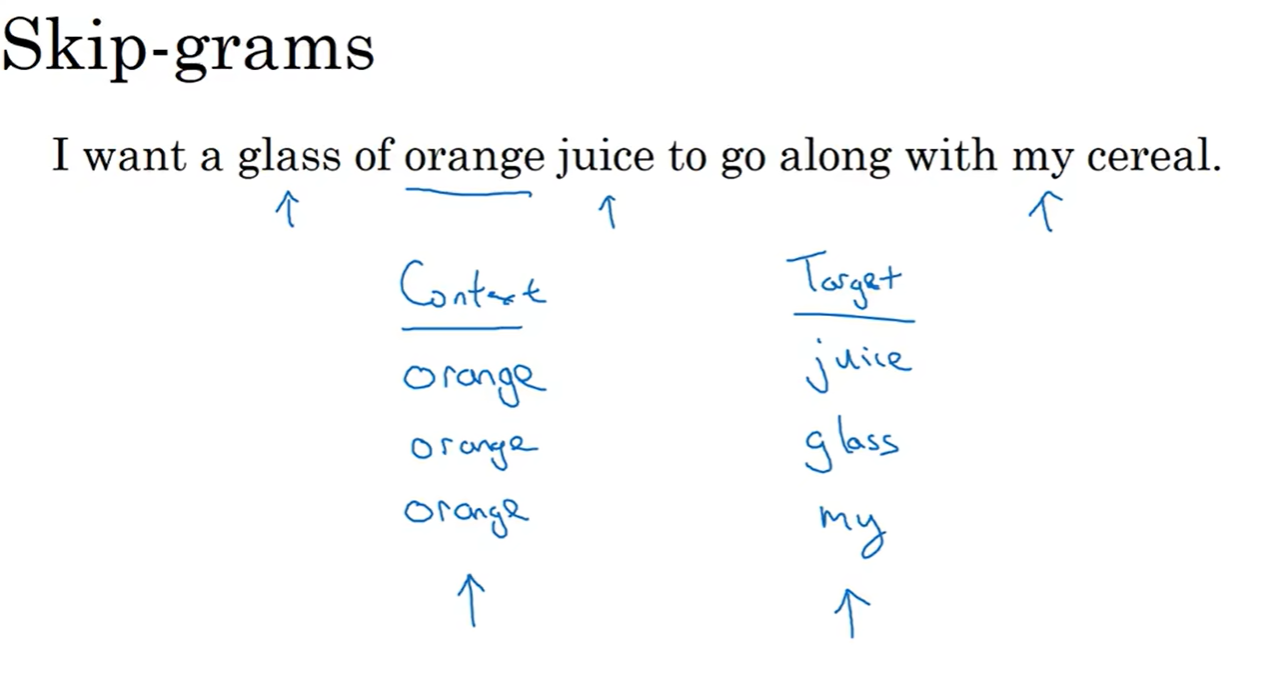 Skip-grams
I want a glass of orange juice to go along with my cereal.
Context Target
orange juice
orange glass
orange my